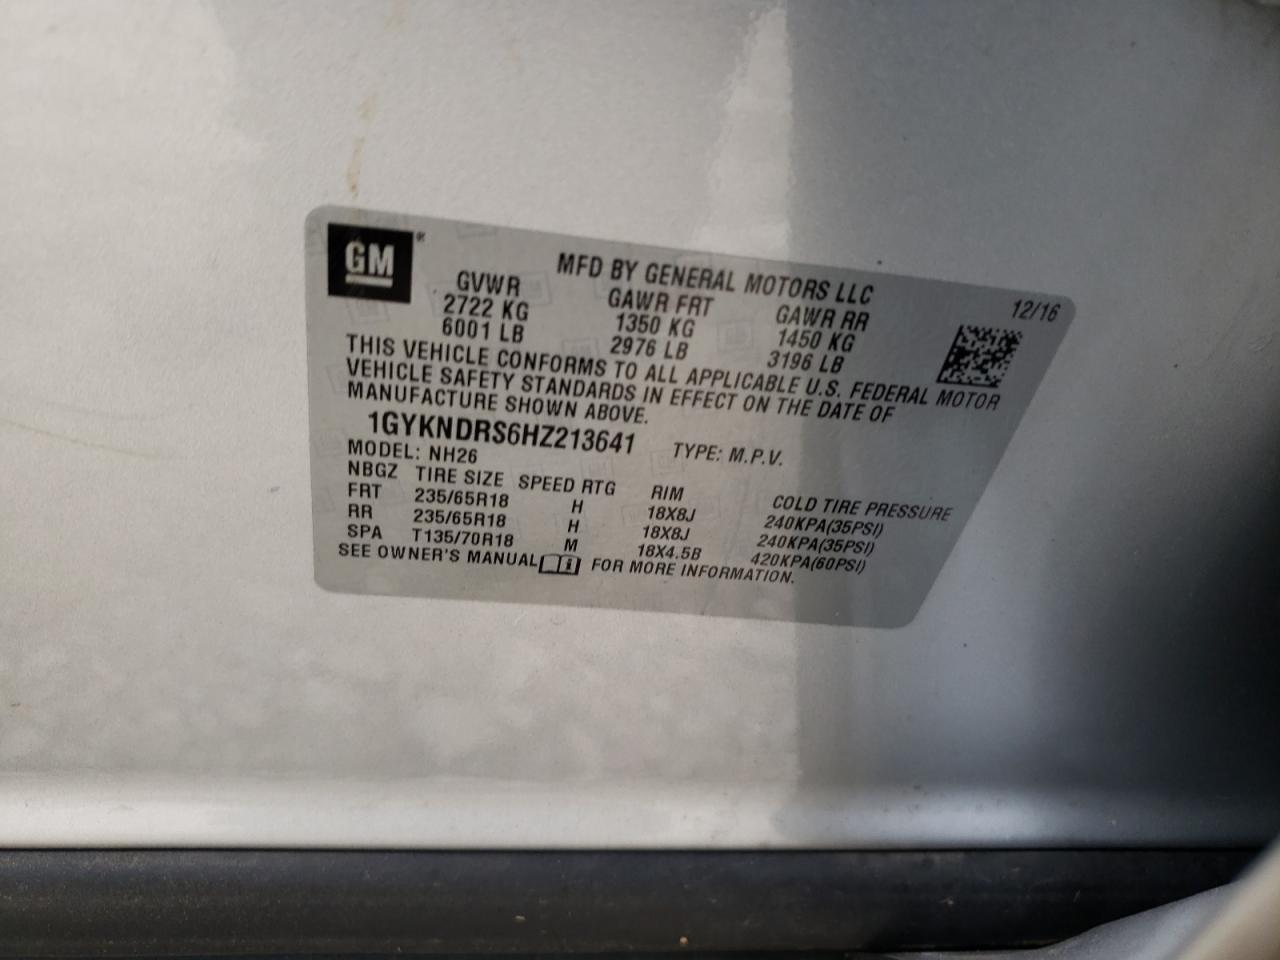 GM®
MFD BY GENERAL MOTORS LLC
12/16
GVWR GAWR FRT GAWR RR
2722 KG 1350 KG 1450 KG
6001 LB 2976 LB 3196 LB
THIS VEHICLE CONFORMS TO ALL APPLICABLE U.S. FEDERAL MOTOR
VEHICLE SAFETY STANDARDS IN EFFECT ON THE DATE OF
MANUFACTURE SHOWN ABOVE.
1GYKNDRS6HZ213641 TYPE: M.P.V.
MODEL: NH26
NBGZ TIRE SIZE SPEED RTG RIM COLD TIRE PRESSURE
FRT 235/65R18 H 18X8J 240KPA(35PSI)
RR 235/65R18 H 18X8J 240KPA(35PSI)
SPA T135/70R18 M 18X4.5B 420KPA(60PSI)
SEE OWNER'S MANUAL i FOR MORE INFORMATION.